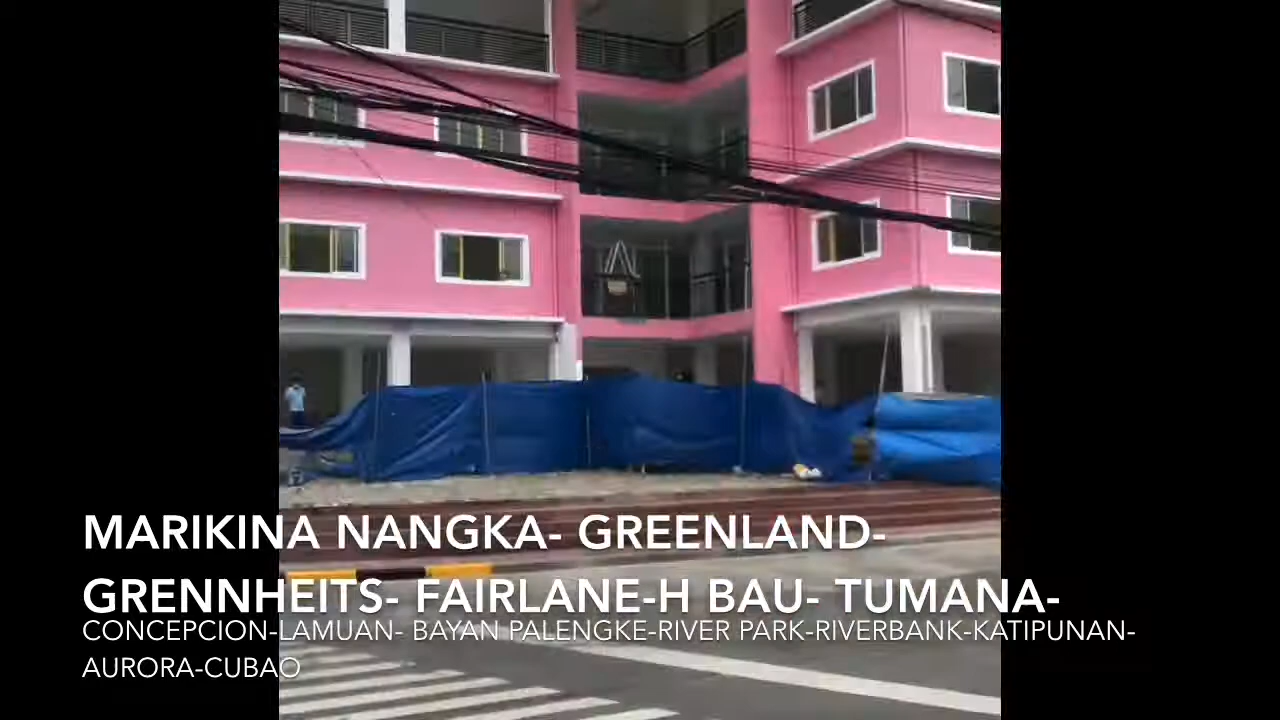 MARIKINA NANGKA- GREENLAND-
GRENNHEITS- FAIRLANE-H BAU- TUMANA-
CONCEPCION-LAMUAN- BAYAN PALENGKE-RIVER PARK-RIVERBANK-KATIPUNAN-
AURORA-CUBAO